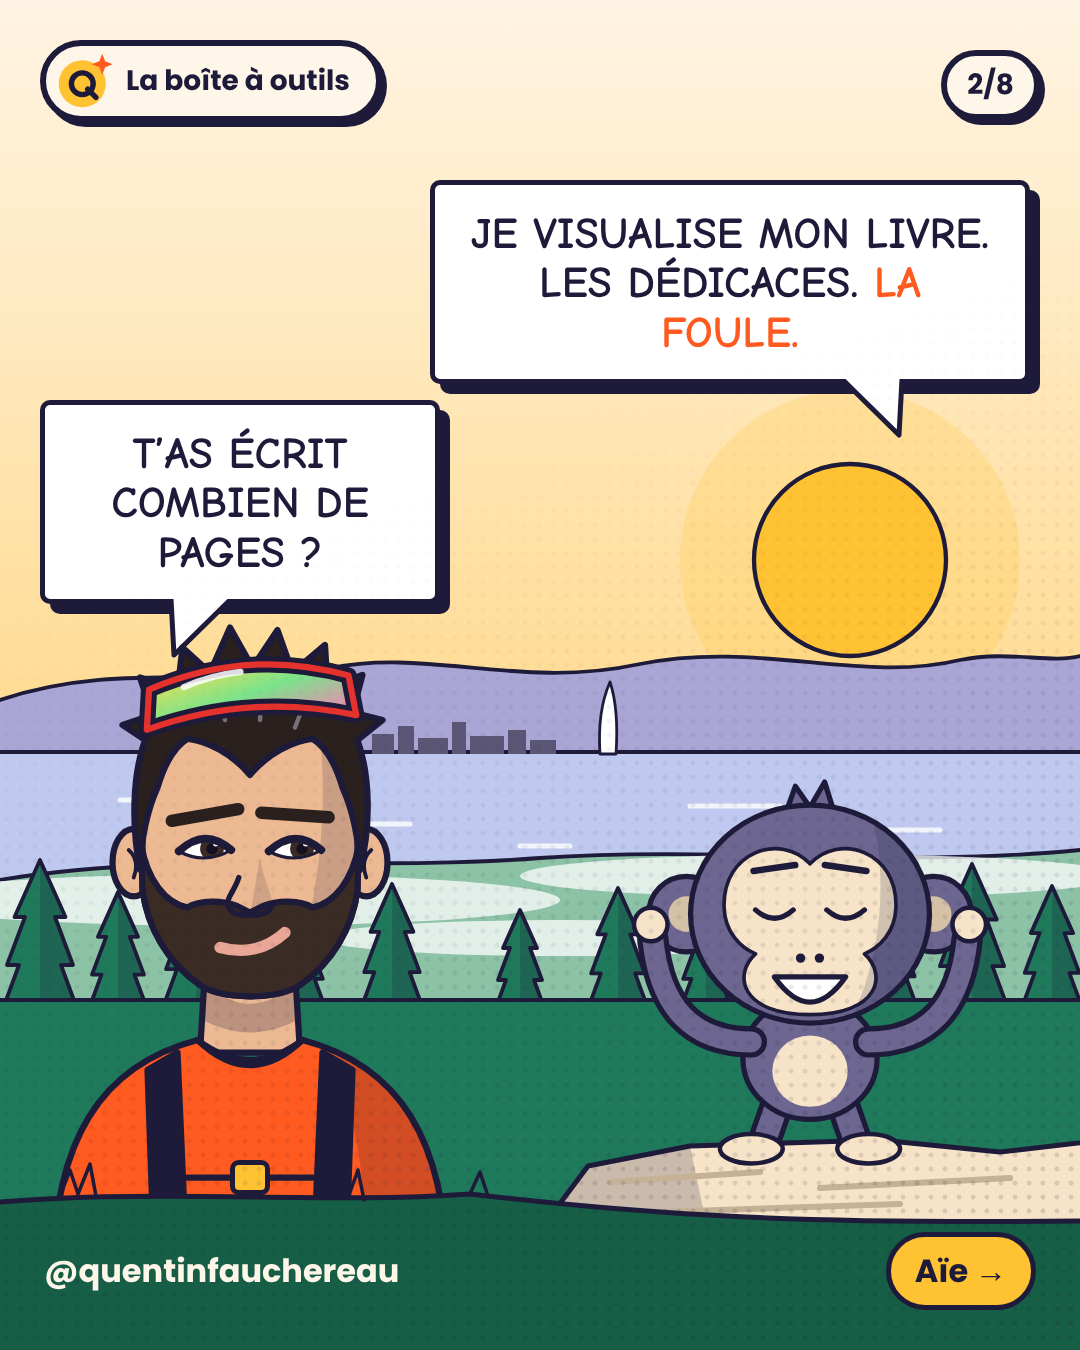 Q La boîte à outils
2/8
JE VISUALISE MON LIVRE.
LES DÉDICACES. LA
FOULE.
T'AS ÉCRIT
COMBIEN DE
PAGES ?
@quentinfauchereau
Aïe →